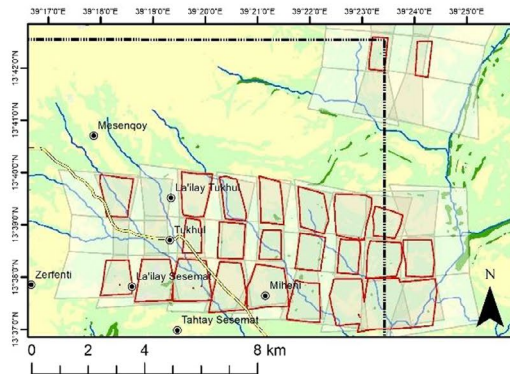 39°17'0"E 39°18'0"E 39°19'0"E 39°20'0"E 39°21'0"E 39°22'0"E 39°23'0"E 39°24'0"E 39°25'0"E
13°42'0"N
13°41'0"N
Mesenqoy
13°40'0"N
La'ilay Tukhul
13°39'0"N
Tukhul
13°38'0"N
Zerfenti
La'ilay Sesemat
Miheni
N
13°37'0"N
Tahtay Sesemat
0 2 4 8 km